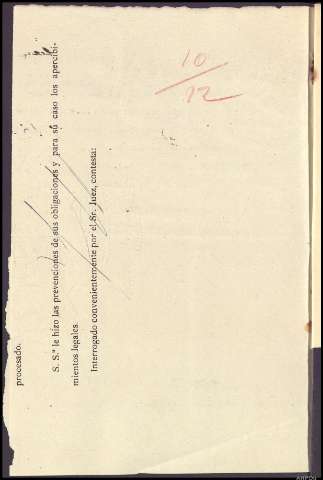 procesado.
S. S.ª le hizo las prevenciones de sus obligaciones y para su caso los apercibi-
mientos legales
Interrogado convenientemente por el Sr. Juez, contesta:
10
12